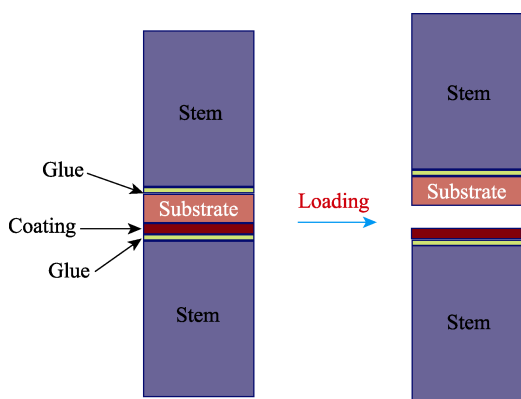 Stem
Glue
Substrate
Coating
Glue
Stem
Loading
Stem
Substrate
Stem